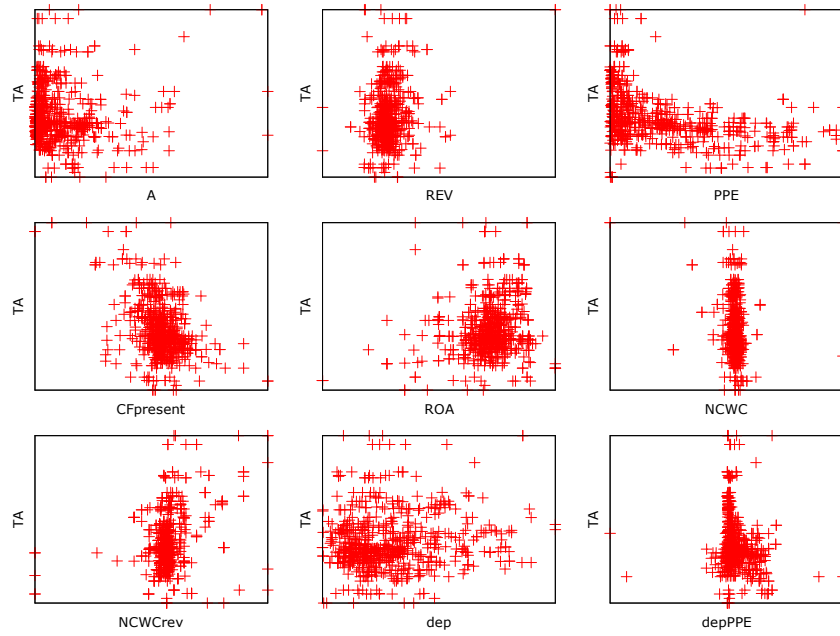 TA
A
TA
REV
TA
PPE
TA
CFpresent
TA
ROA
TA
NCWC
TA
NCWCrev
TA
dep
TA
depPPE